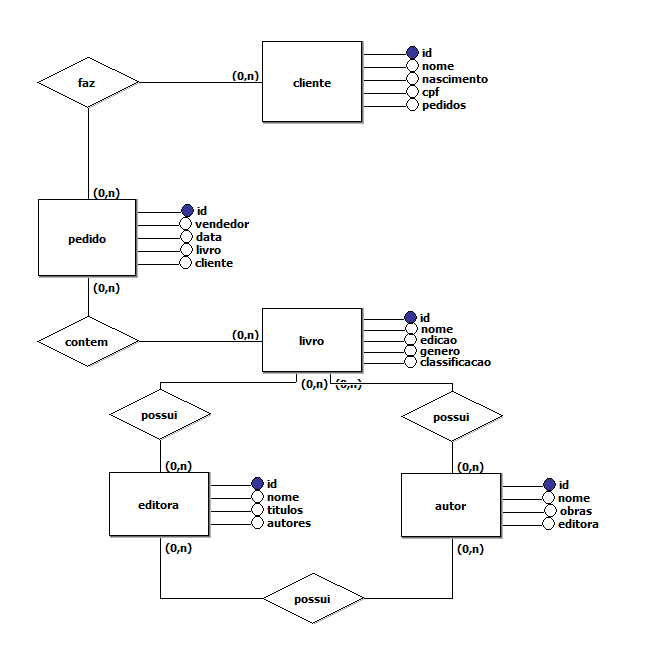 faz
(0,n)
cliente
id
nome
nascimento
cpf
pedidos
(0,n)
pedido
id
vendedor
data
livro
cliente
(0,n)
contem
(0,n)
livro
id
nome
edicao
genero
classificacao
(0,n) (0,n)
possui
possui
(0,n)
editora
id
nome
titulos
autores
(0,n)
(0,n)
autor
id
nome
obras
editora
(0,n)
possui